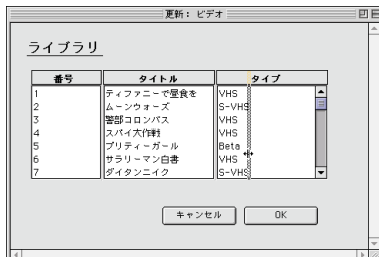 更新： ビデオ
ライブラリ
番号 タイトル タイプ
1 ティファニーで昼食を VHS
2 ムーンウォーズ S-VHS
3 警部コロンバス VHS
4 スパイ大作戦 VHS
5 プリティーガール Beta
6 サラリーマン白書 VHS
7 ダイタンニイク S-VHS
キャンセル OK